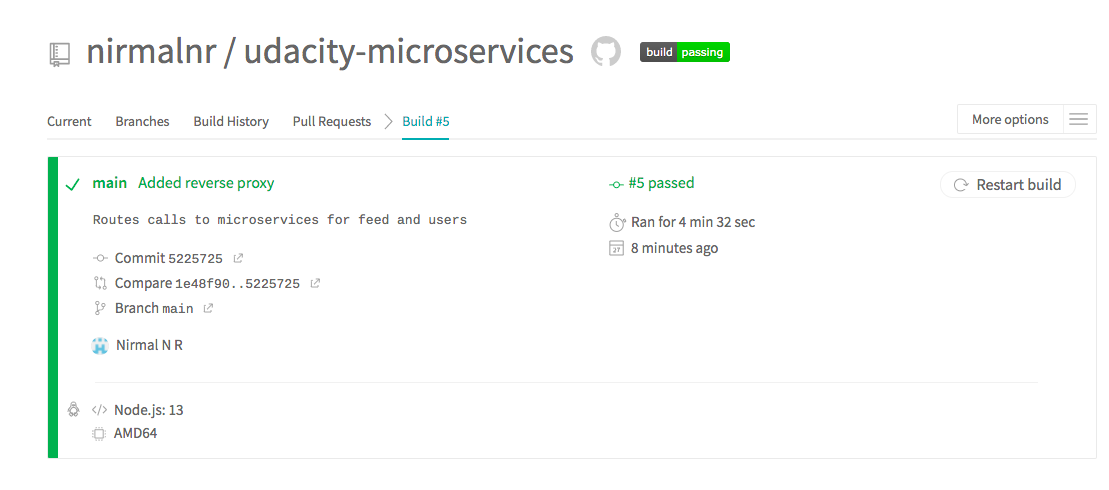 nirmalnr / udacity-microservices
build passing
Current Branches Build History Pull Requests Build #5
More options
main Added reverse proxy
Routes calls to microservices for feed and users
Commit 5225725
Compare 1e48f90..5225725
Branch main
Nirmal N R
#5 passed
Ran for 4 min 32 sec
27
8 minutes ago
Restart build
</> Node.js: 13
AMD64